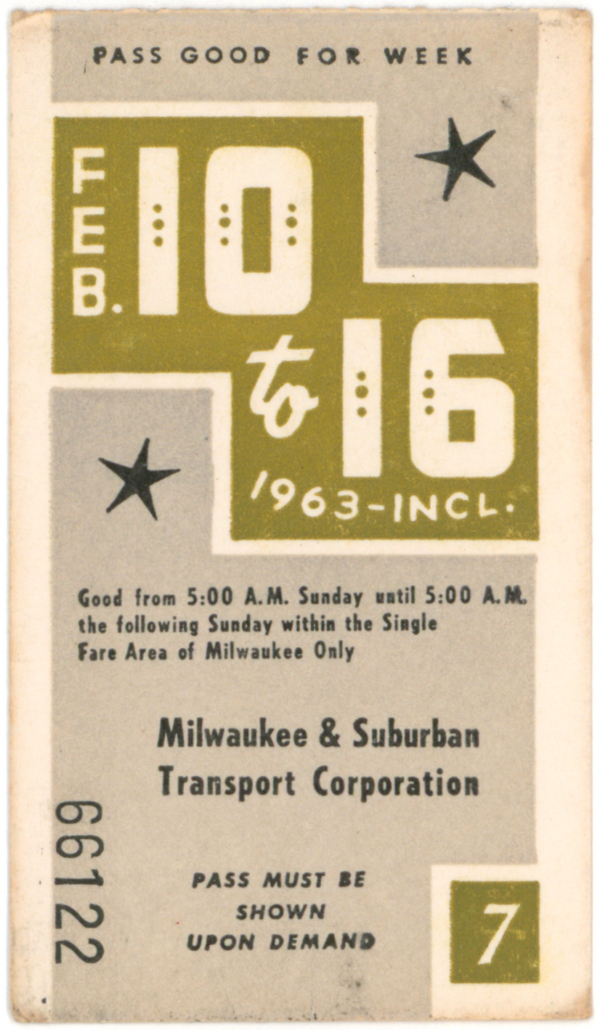 PASS GOOD FOR WEEK
FEB. 10
to 16
1963-INCL.
Good from 5:00 A.M. Sunday until 5:00 A.M.
the following Sunday within the Single
Fare Area of Milwaukee Only
Milwaukee & Suburban
Transport Corporation
66122
PASS MUST BE
SHOWN
UPON DEMAND
7